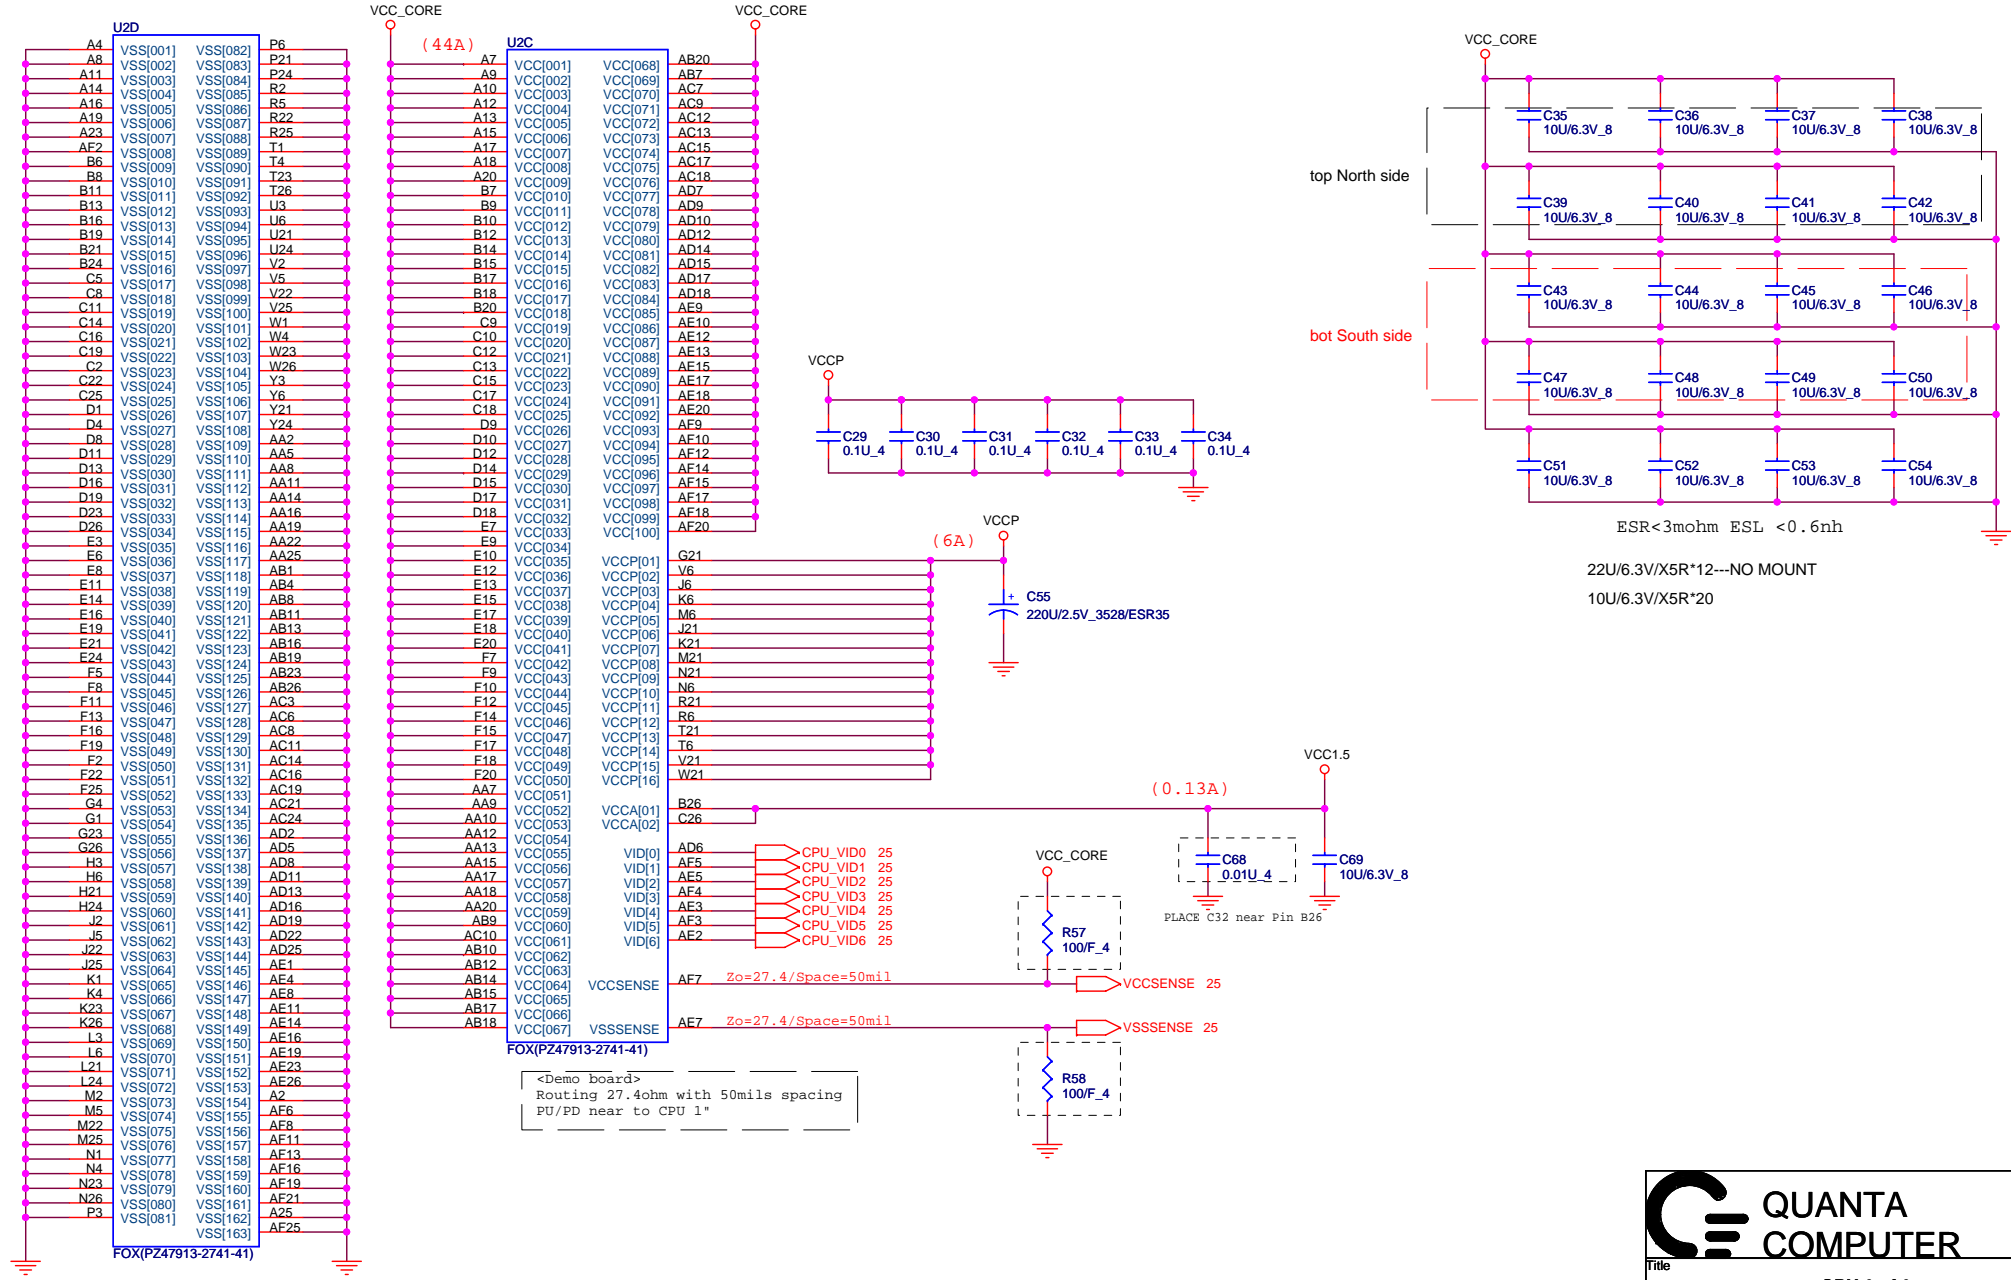 U2D
A4 VSS[001] VSS[082] P6
A8 VSS[002] VSS[083] P21
A11 VSS[003] VSS[084] P24
A14 VSS[004] VSS[085] R2
A16 VSS[005] VSS[086] R5
A19 VSS[006] VSS[087] R22
A23 VSS[007] VSS[088] R25
AF2 VSS[008] VSS[089] T1
B6 VSS[009] VSS[090] T4
B8 VSS[010] VSS[091] T23
B11 VSS[011] VSS[092] T26
B13 VSS[012] VSS[093] U3
B16 VSS[013] VSS[094] U6
B19 VSS[014] VSS[095] U21
B21 VSS[015] VSS[096] U24
B24 VSS[016] VSS[097] V2
C5 VSS[017] VSS[098] V5
C8 VSS[018] VSS[099] V22
C11 VSS[019] VSS[100] V25
C14 VSS[020] VSS[101] W1
C16 VSS[021] VSS[102] W4
C19 VSS[022] VSS[103] W23
C2 VSS[023] VSS[104] W26
C22 VSS[024] VSS[105] Y3
C25 VSS[025] VSS[106] Y6
D1 VSS[026] VSS[107] Y21
D4 VSS[027] VSS[108] Y24
D8 VSS[028] VSS[109] AA2
D11 VSS[029] VSS[110] AA5
D13 VSS[030] VSS[111] AA8
D16 VSS[031] VSS[112] AA11
D19 VSS[032] VSS[113] AA14
D23 VSS[033] VSS[114] AA16
D26 VSS[034] VSS[115] AA19
E3 VSS[035] VSS[116] AA22
E6 VSS[036] VSS[117] AA25
E8 VSS[037] VSS[118] AB1
E11 VSS[038] VSS[119] AB4
E14 VSS[039] VSS[120] AB8
E16 VSS[040] VSS[121] AB11
E19 VSS[041] VSS[122] AB13
E21 VSS[042] VSS[123] AB16
E24 VSS[043] VSS[124] AB19
F5 VSS[044] VSS[125] AB23
F8 VSS[045] VSS[126] AB26
F11 VSS[046] VSS[127] AC3
F13 VSS[047] VSS[128] AC6
F16 VSS[048] VSS[129] AC8
F19 VSS[049] VSS[130] AC11
F2 VSS[050] VSS[131] AC14
F22 VSS[051] VSS[132] AC16
F25 VSS[052] VSS[133] AC19
G4 VSS[053] VSS[134] AC21
G1 VSS[054] VSS[135] AC24
G23 VSS[055] VSS[136] AD2
G26 VSS[056] VSS[137] AD5
H3 VSS[057] VSS[138] AD8
H6 VSS[058] VSS[139] AD11
H21 VSS[059] VSS[140] AD13
H24 VSS[060] VSS[141] AD16
J2 VSS[061] VSS[142] AD19
J5 VSS[062] VSS[143] AD22
J22 VSS[063] VSS[144] AD25
J25 VSS[064] VSS[145] AE1
K1 VSS[065] VSS[146] AE4
K4 VSS[066] VSS[147] AE8
K23 VSS[067] VSS[148] AE11
K26 VSS[068] VSS[149] AE14
L3 VSS[069] VSS[150] AE16
L6 VSS[070] VSS[151] AE19
L21 VSS[071] VSS[152] AE23
L24 VSS[072] VSS[153] AE26
M2 VSS[073] VSS[154] A2
M5 VSS[074] VSS[155] AF6
M22 VSS[075] VSS[156] AF8
M25 VSS[076] VSS[157] AF11
N1 VSS[077] VSS[158] AF13
N4 VSS[078] VSS[159] AF16
N23 VSS[079] VSS[160] AF19
N26 VSS[080] VSS[161] AF21
P3 VSS[081] VSS[162] A25
VSS[163] AF25
FOX(PZ47913-2741-41)
VCC_CORE VCC_CORE
(44A)
U2C
A7 VCC[001] VCC[068] AB20
A9 VCC[002] VCC[069] AB7
A10 VCC[003] VCC[070] AC7
A12 VCC[004] VCC[071] AC9
A13 VCC[005] VCC[072] AC12
A15 VCC[006] VCC[073] AC13
A17 VCC[007] VCC[074] AC15
A18 VCC[008] VCC[075] AC17
A20 VCC[009] VCC[076] AC18
B7 VCC[010] VCC[077] AD7
B9 VCC[011] VCC[078] AD9
B10 VCC[012] VCC[079] AD10
B12 VCC[013] VCC[080] AD12
B14 VCC[014] VCC[081] AD14
B15 VCC[015] VCC[082] AD15
B17 VCC[016] VCC[083] AD17
B18 VCC[017] VCC[084] AD18
B20 VCC[018] VCC[085] AE9
C9 VCC[019] VCC[086] AE10
C10 VCC[020] VCC[087] AE12
C12 VCC[021] VCC[088] AE13
C13 VCC[022] VCC[089] AE15
C15 VCC[023] VCC[090] AE17
C17 VCC[024] VCC[091] AE18
C18 VCC[025] VCC[092] AE20
D9 VCC[026] VCC[093] AF9
D10 VCC[027] VCC[094] AF10
D12 VCC[028] VCC[095] AF12
D14 VCC[029] VCC[096] AF14
D15 VCC[030] VCC[097] AF15
D17 VCC[031] VCC[098] AF17
D18 VCC[032] VCC[099] AF18
E7 VCC[033] VCC[100] AF20
E9 VCC[034]
E10 VCC[035] VCCP[01] G21
E12 VCC[036] VCCP[02] V6
E13 VCC[037] VCCP[03] J6
E15 VCC[038] VCCP[04] K6
E17 VCC[039] VCCP[05] M6
E18 VCC[040] VCCP[06] J21
E20 VCC[041] VCCP[07] K21
F7 VCC[042] VCCP[08] M21
F9 VCC[043] VCCP[09] N21
F10 VCC[044] VCCP[10] N6
F12 VCC[045] VCCP[11] R21
F14 VCC[046] VCCP[12] R6
F15 VCC[047] VCCP[13] T21
F17 VCC[048] VCCP[14] T6
F18 VCC[049] VCCP[15] V21
F20 VCC[050] VCCP[16] W21
AA7 VCC[051]
AA9 VCC[052] VCCA[01] B26
AA10 VCC[053] VCCA[02] C26
AA12 VCC[054]
AA13 VCC[055] VID[0] AD6 CPU_VID0 25
AA15 VCC[056] VID[1] AF5 CPU_VID1 25
AA17 VCC[057] VID[2] AE5 CPU_VID2 25
AA18 VCC[058] VID[3] AF4 CPU_VID3 25
AA20 VCC[059] VID[4] AE3 CPU_VID4 25
AB9 VCC[060] VID[5] AF3 CPU_VID5 25
AC10 VCC[061] VID[6] AE2 CPU_VID6 25
AB10 VCC[062]
AB12 VCC[063]
AB14 VCC[064] VCCSENSE AF7 Zo=27.4/Space=50mil VCCSENSE 25
AB15 VCC[065]
AB17 VCC[066]
AB18 VCC[067] VSSSENSE AE7 Zo=27.4/Space=50mil VSSSENSE 25
FOX(PZ47913-2741-41)
<Demo board>
Routing 27.4ohm with 50mils spacing
PU/PD near to CPU 1"
VCCP
C29 C30 C31 C32 C33 C34
0.1U_4 0.1U_4 0.1U_4 0.1U_4 0.1U_4 0.1U_4
VCCP
(6A)
+ C55
220U/2.5V_3528/ESR35
VCC1.5
(0.13A)
C68 C69
0.01U_4 10U/6.3V_8
PLACE C32 near Pin B26
VCC_CORE
R57
100/F_4
R58
100/F_4
VCC_CORE
C35 C36 C37 C38
10U/6.3V_8 10U/6.3V_8 10U/6.3V_8 10U/6.3V_8
top North side
C39 C40 C41 C42
10U/6.3V_8 10U/6.3V_8 10U/6.3V_8 10U/6.3V_8
C43 C44 C45 C46
10U/6.3V_8 10U/6.3V_8 10U/6.3V_8 10U/6.3V_8
bot South side
C47 C48 C49 C50
10U/6.3V_8 10U/6.3V_8 10U/6.3V_8 10U/6.3V_8
C51 C52 C53 C54
10U/6.3V_8 10U/6.3V_8 10U/6.3V_8 10U/6.3V_8
ESR<3mohm ESL <0.6nh
22U/6.3V/X5R*12---NO MOUNT
10U/6.3V/X5R*20
QUANTA
COMPUTER
Title